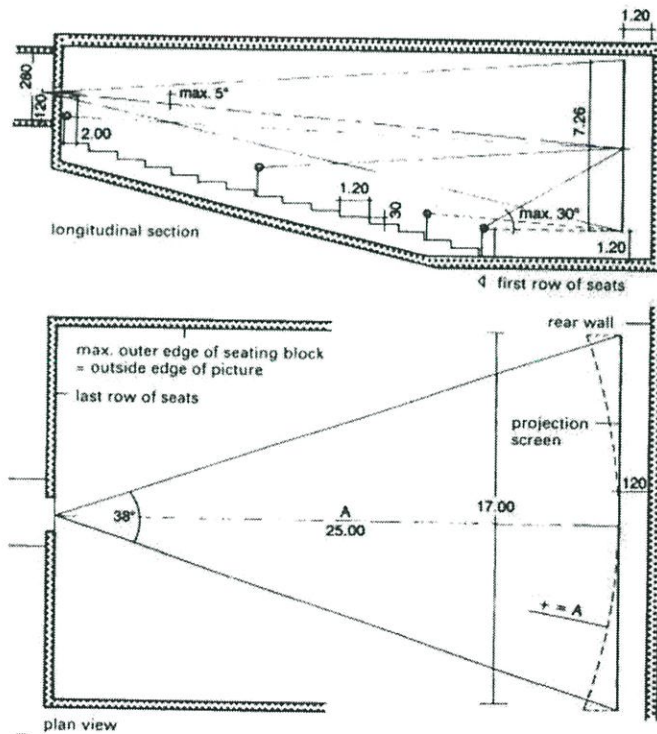 1.20
280
120
max. 5°
2.00
7.26
1.20
30
max. 30°
1.20
longitudinal section
first row of seats
rear wall
max. outer edge of seating block
= outside edge of picture
last row of seats
projection
screen
120
38°
A
25.00
17.00
+ = A
plan view